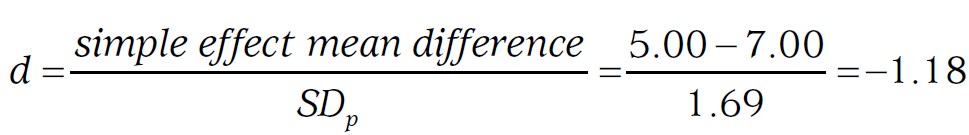 d = simple effect mean difference / SD_p = 5.00 – 7.00 / 1.69 = –1.18